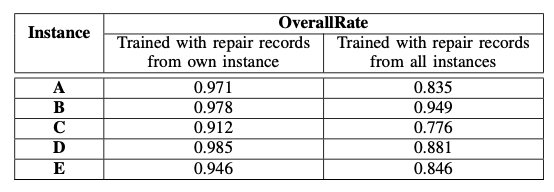 Instance OverallRate
Trained with repair records from own instance Trained with repair records from all instances
A 0.971 0.835
B 0.978 0.949
C 0.912 0.776
D 0.985 0.881
E 0.946 0.846